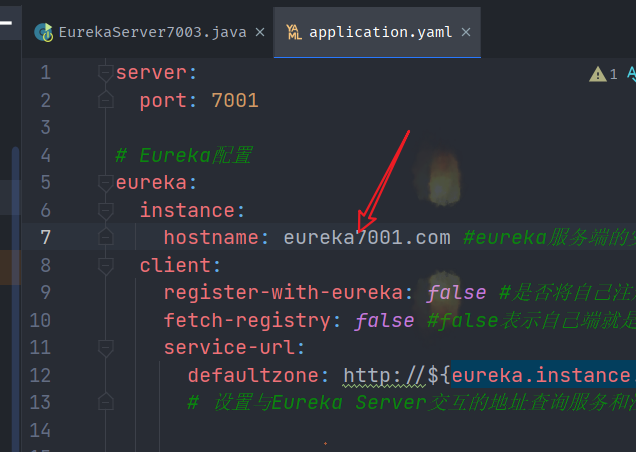 EurekaServer7003.java
application.yaml
1 server:
1
2 port: 7001
3
4 # Eureka配置
5 eureka:
6 instance:
7 hostname: eureka7001.com #eureka服务端的
8 client:
9 register-with-eureka: false #是否将自己注
10 fetch-registry: false #false表示自己端就是
11 service-url:
12 defaultzone: http://${eureka.instance.
13 # 设置与Eureka Server交互的地址查询服务和
14